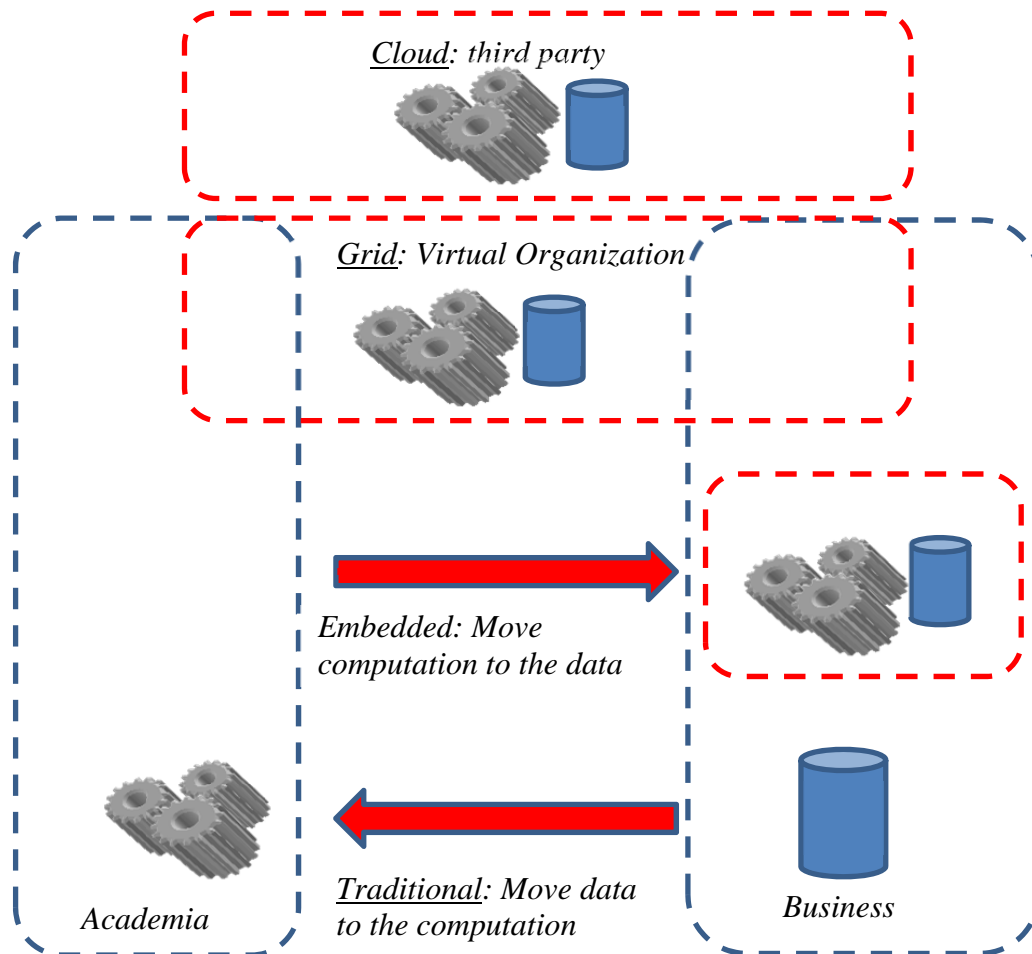 Cloud: third party
Grid: Virtual Organization
Embedded: Move
computation to the data
Traditional: Move data
to the computation
Academia
Business